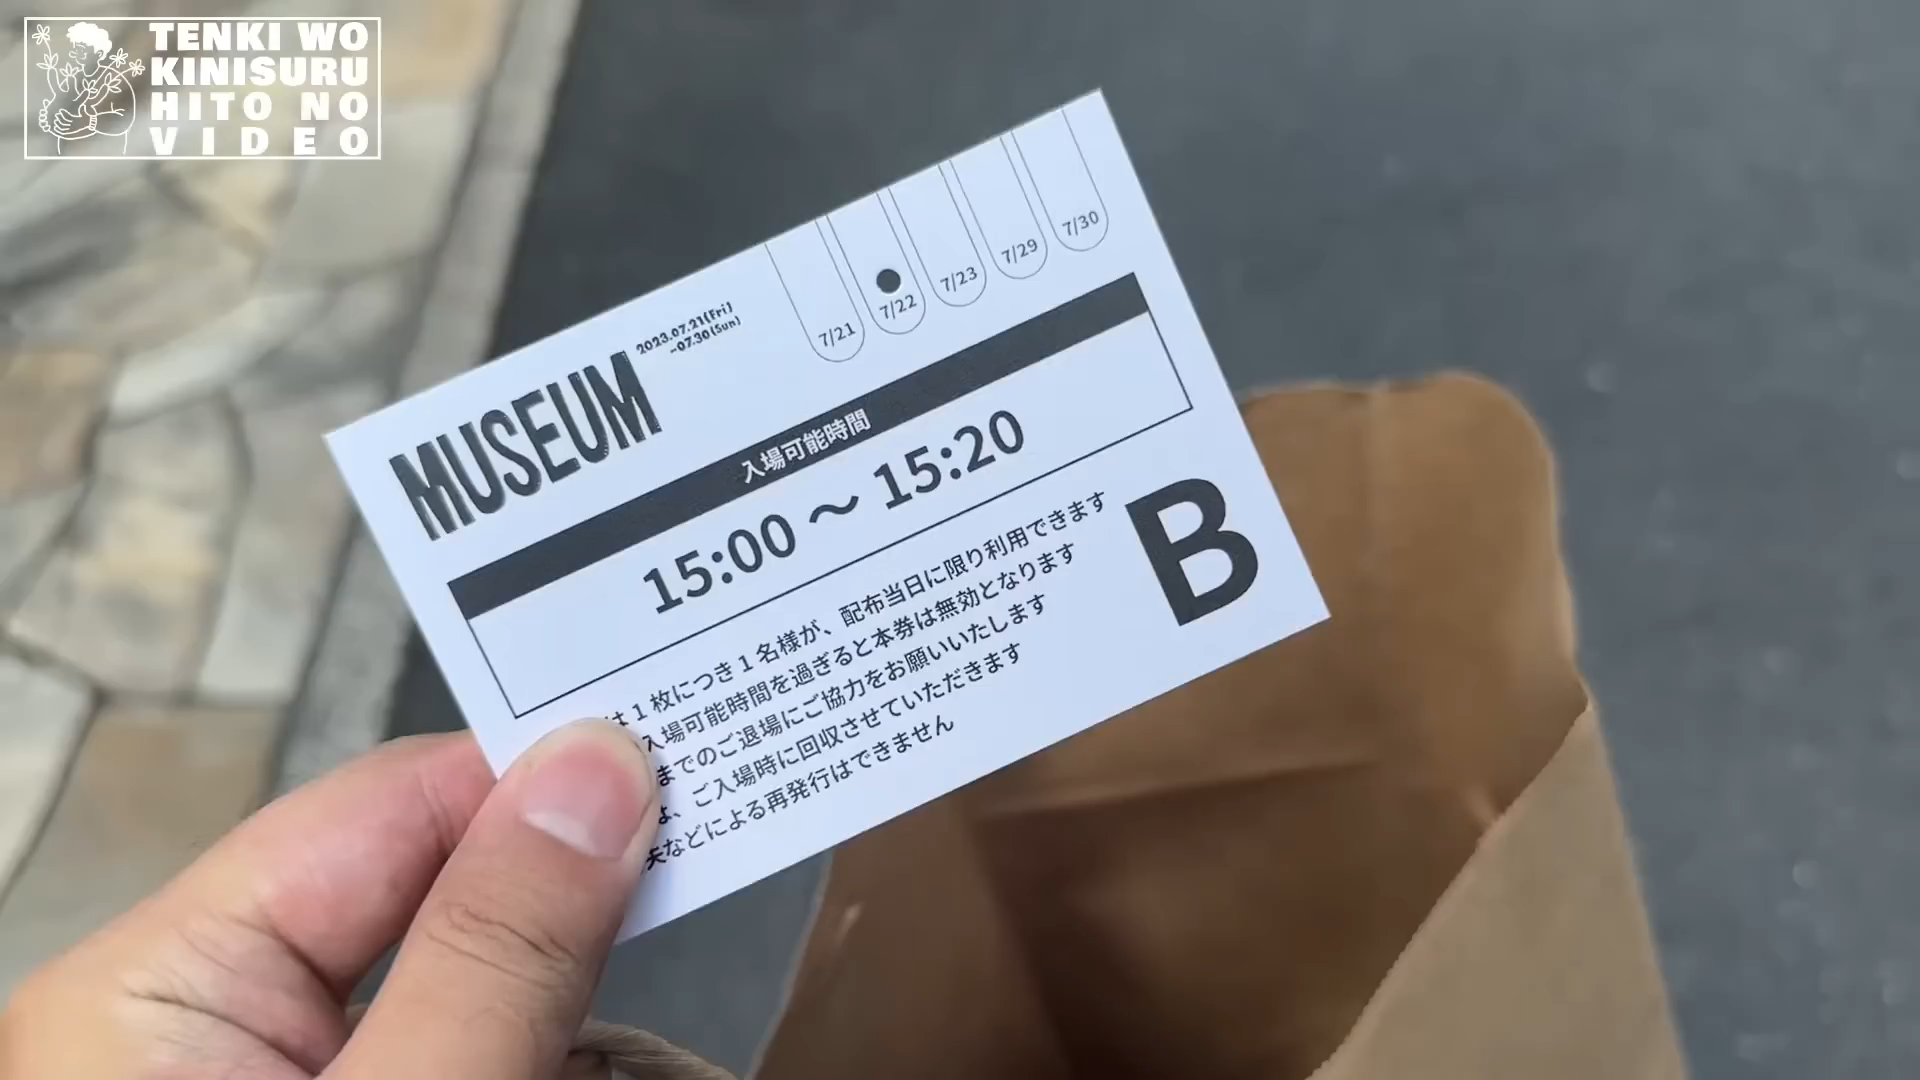 TENKI WO
KINISURU
HITO NO
VIDEO
MUSEUM
2023.07.21(Fri)
-07.30(Sun)
7/21
7/22
7/23
7/29
7/30
入場可能時間
15:00 〜 15:20
は 1 枚につき 1 名様が、配布当日に限り利用できます
入場可能時間を過ぎると本券は無効となります
までのご退場にご協力をお願いいたします
は、ご入場時に回収させていただきます
失などによる再発行はできません
B